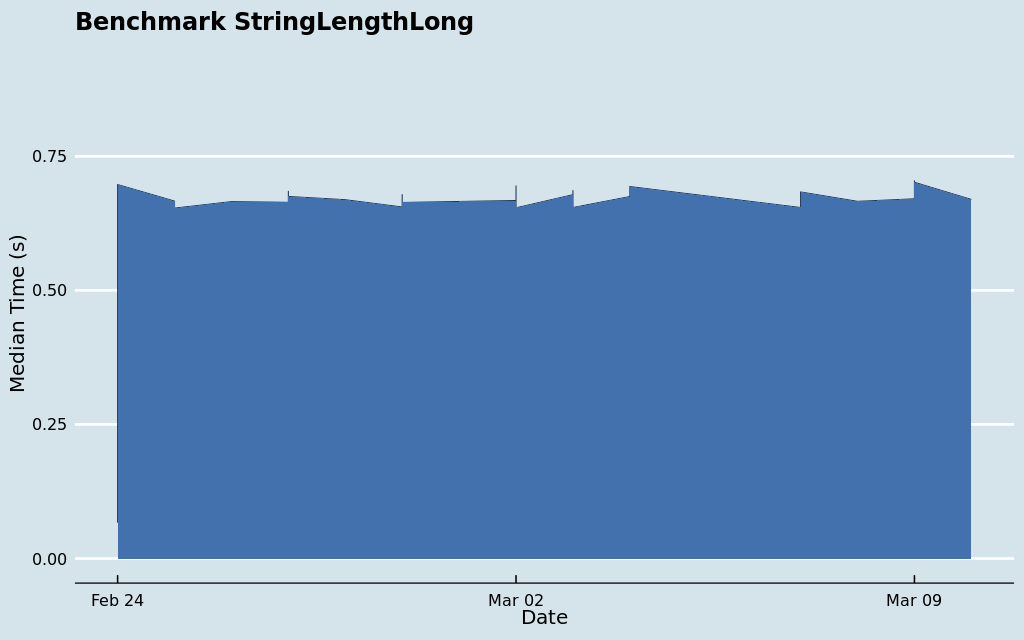 Benchmark StringLengthLong
0.75
0.50
0.25
0.00
Median Time (s)
Feb 24
Mar 02
Mar 09
Date